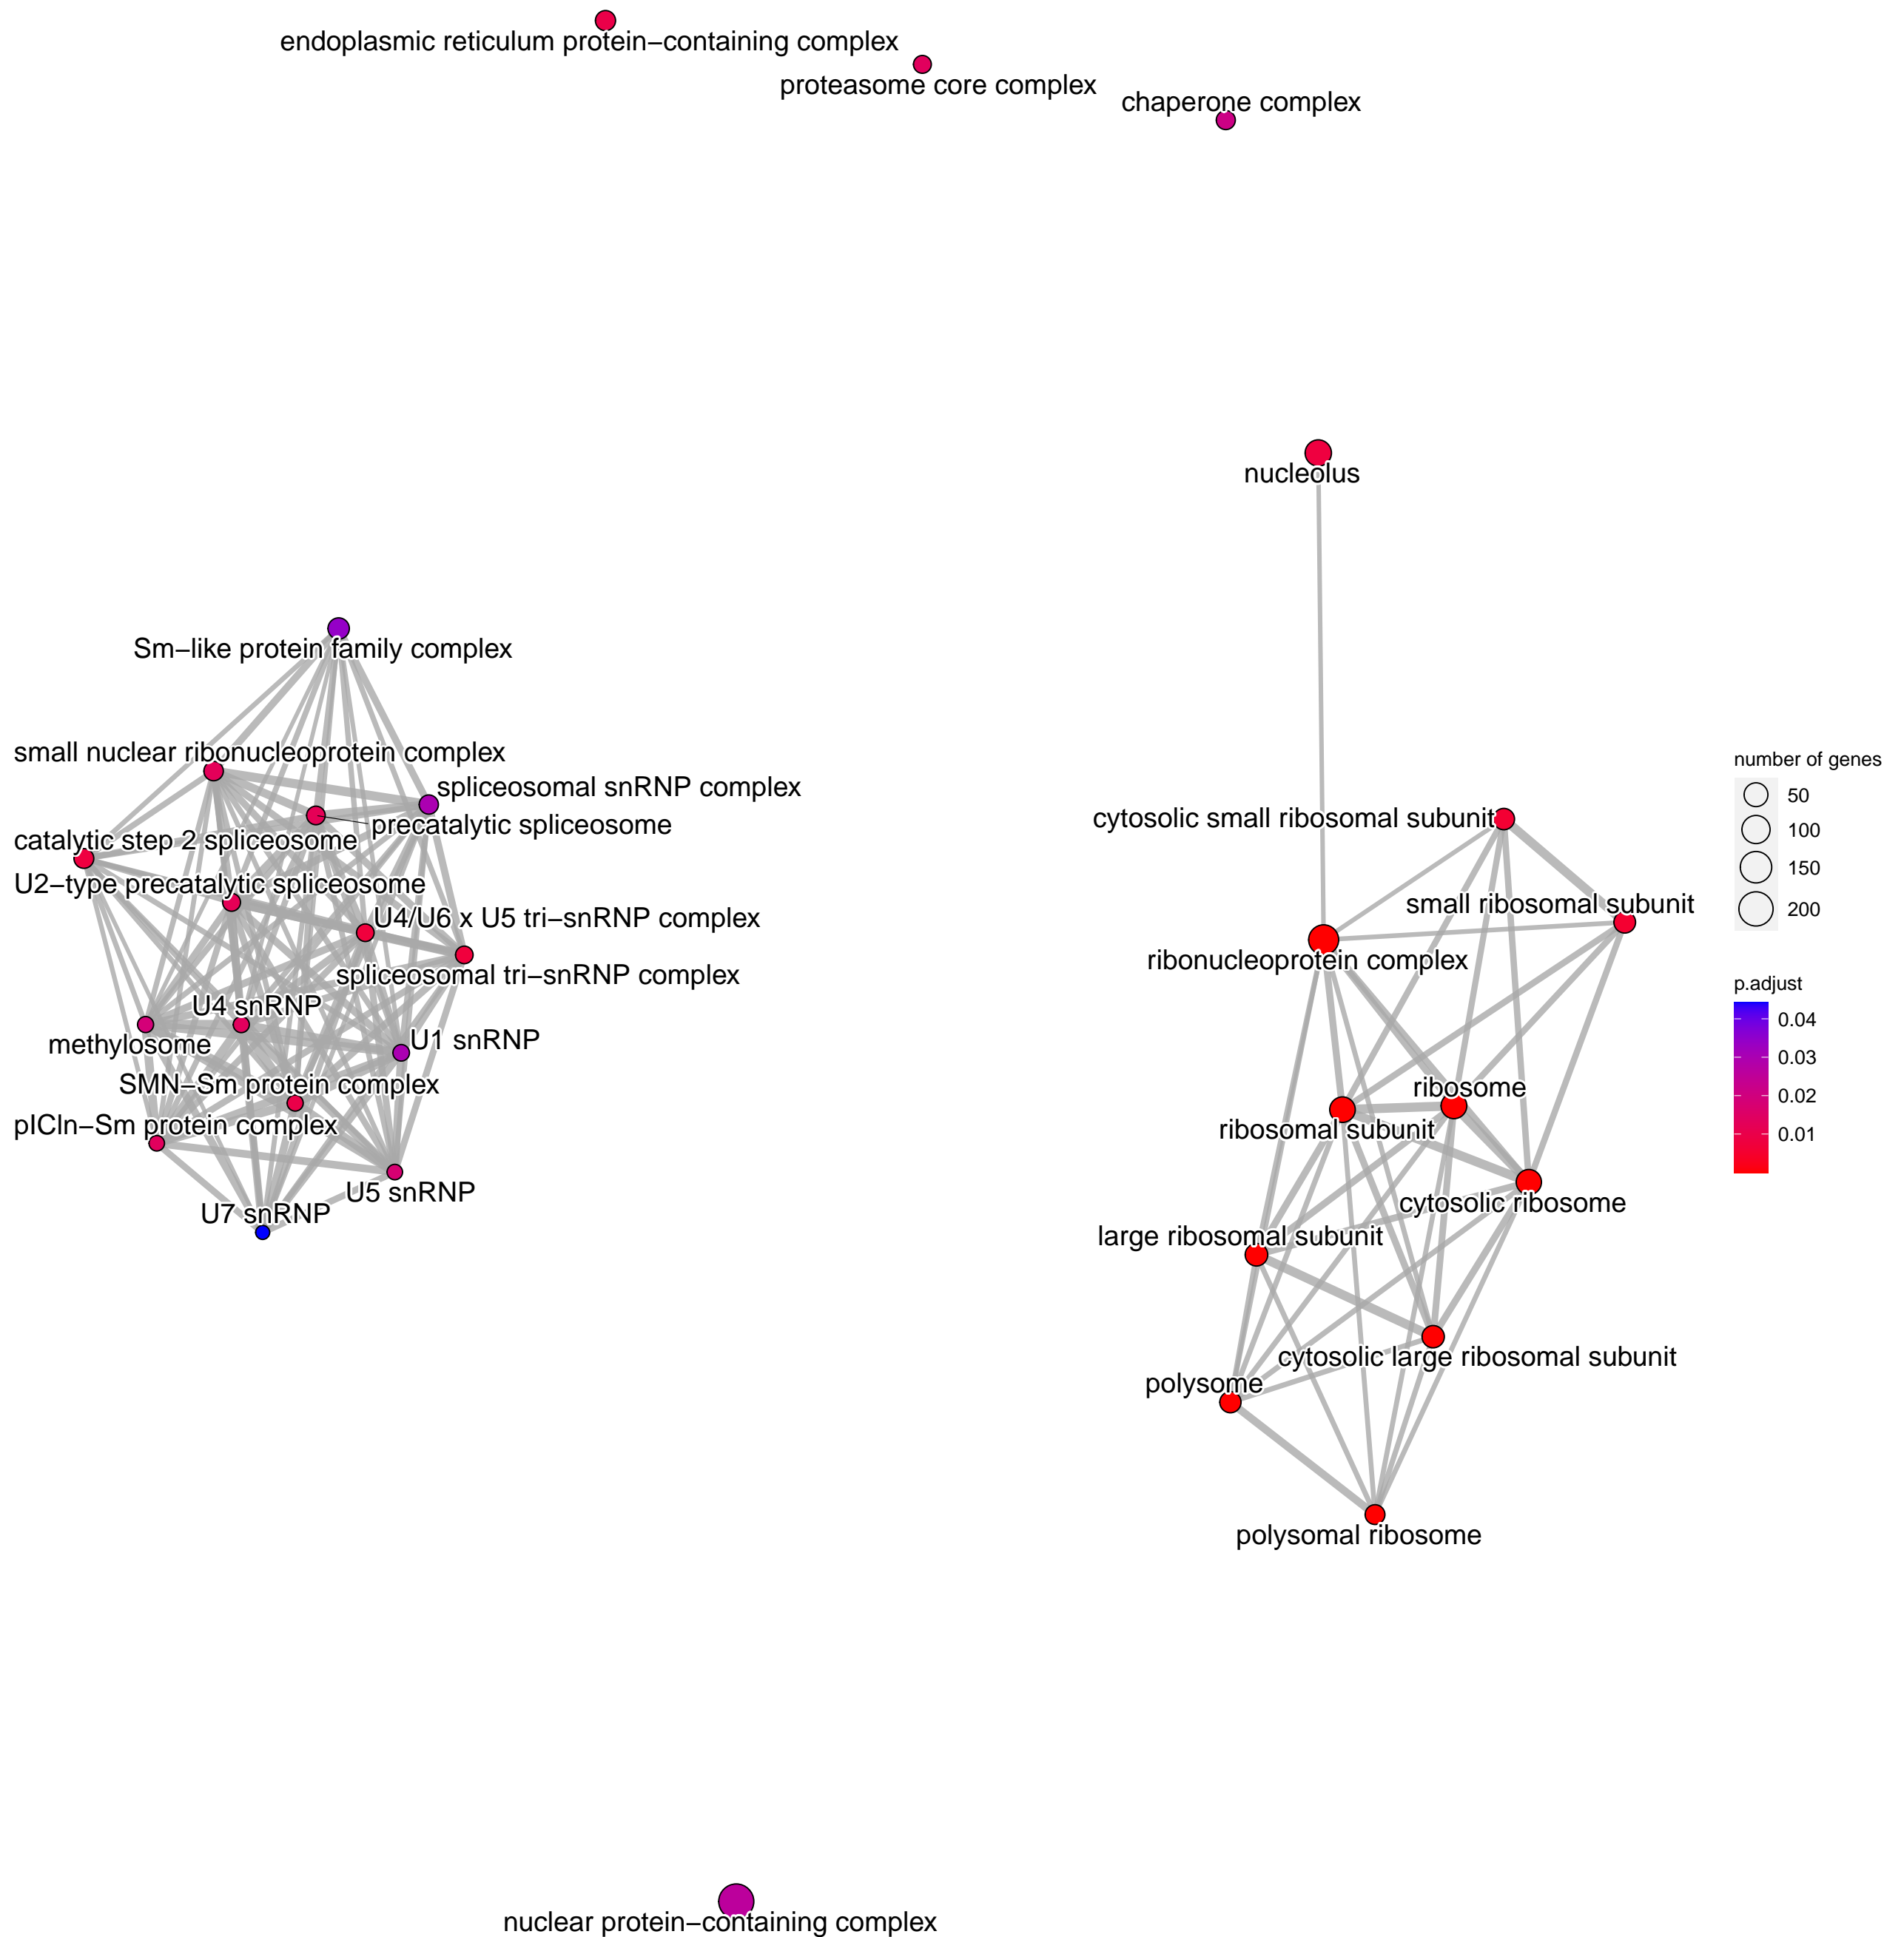 endoplasmic reticulum protein−containing complex
proteasome core complex
chaperone complex
nucleolus
Sm−like protein family complex
small nuclear ribonucleoprotein complex
spliceosomal snRNP complex
precatalytic spliceosome
catalytic step 2 spliceosome
U2−type precatalytic spliceosome
U4/U6 x U5 tri−snRNP complex
spliceosomal tri−snRNP complex
U4 snRNP
methylosome
U1 snRNP
SMN−Sm protein complex
pICln−Sm protein complex
U5 snRNP
U7 snRNP
cytosolic small ribosomal subunit
small ribosomal subunit
ribonucleoprotein complex
ribosome
ribosomal subunit
cytosolic ribosome
large ribosomal subunit
cytosolic large ribosomal subunit
polysome
polysomal ribosome
nuclear protein−containing complex
number of genes
50
100
150
200
p.adjust
0.04
0.03
0.02
0.01